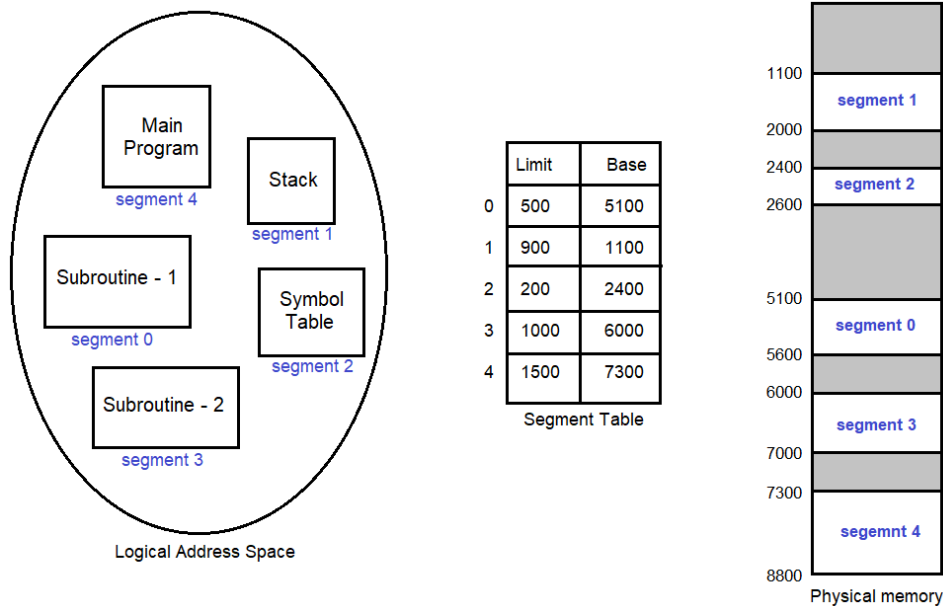 Main
Program
segment 4
Stack
segment 1
Subroutine - 1
segment 0
Symbol
Table
segment 2
Subroutine - 2
segment 3
Logical Address Space
Limit Base
0 500 5100
1 900 1100
2 200 2400
3 1000 6000
4 1500 7300
Segment Table
1100
segment 1
2000
2400
segment 2
2600
5100
segment 0
5600
6000
segment 3
7000
7300
segemnt 4
8800
Physical memory